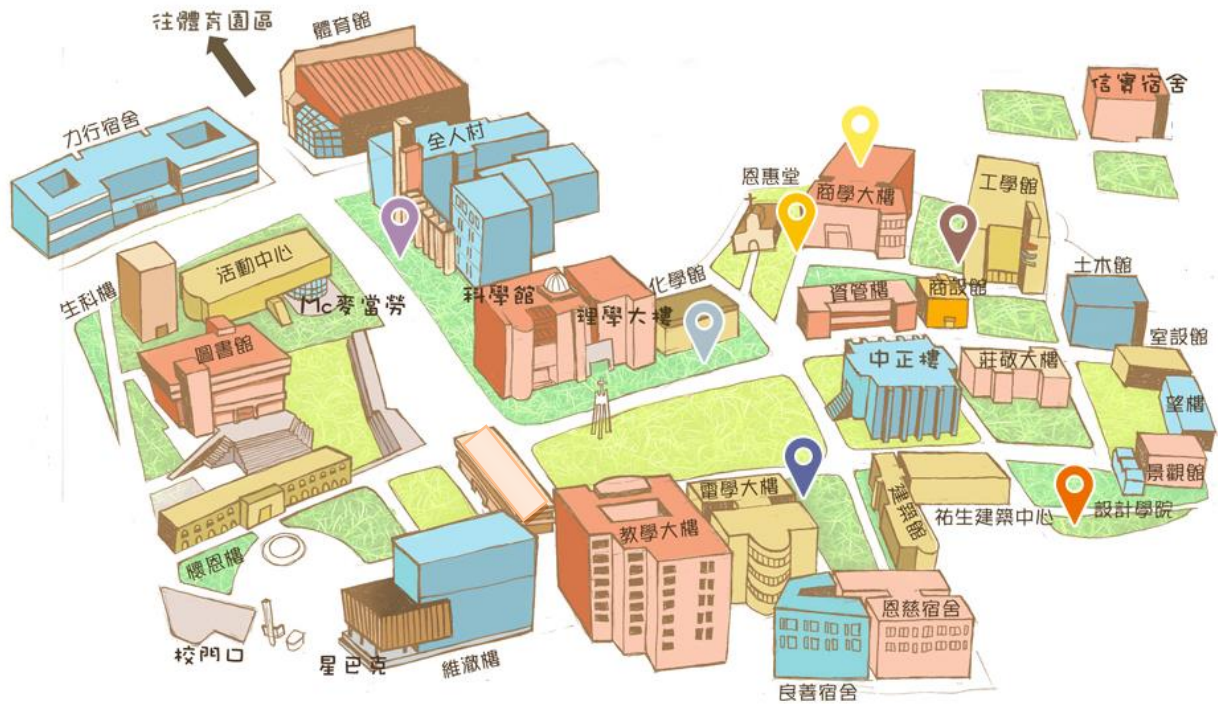 往體育園區
體育館
力行宿舍
全人村
信實宿舍
恩惠堂
商學大樓
工學館
生科樓
活動中心
Mc麥當勞
科學館
理學大樓
化學館
資管樓
商設館
土木館
圖書館
中正樓
莊敬大樓
室設館
望樓
景觀館
電學大樓
建築館
祐生建築中心
設計學院
教學大樓
懷恩樓
恩慈宿舍
校門口
星巴克
維澈樓
良善宿舍